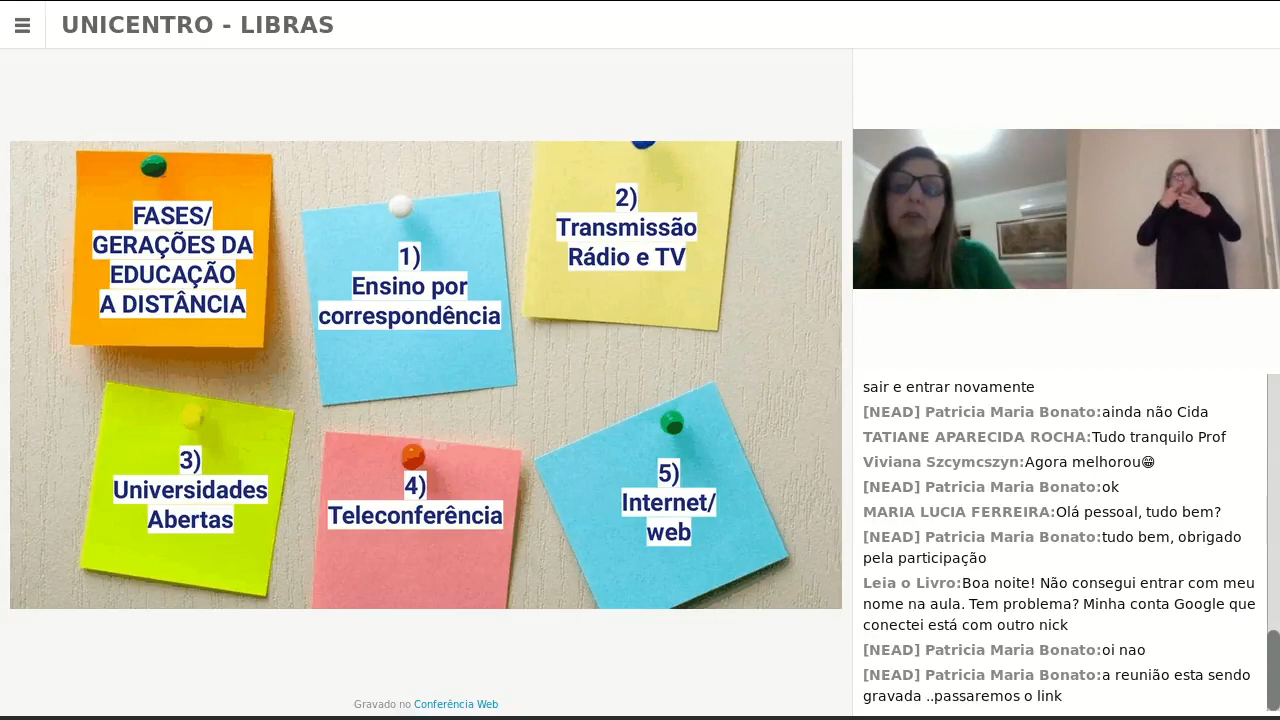 UNICENTRO - LIBRAS
FASES/
GERAÇÕES DA
EDUCAÇÃO
A DISTÂNCIA
1)
Ensino por
correspondência
2)
Transmissão
Rádio e TV
3)
Universidades
Abertas
4)
Teleconferência
5)
Internet/
web
Gravado no Conferência Web
sair e entrar novamente
[NEAD] Patricia Maria Bonato:ainda não Cida
TATIANE APARECIDA ROCHA:Tudo tranquilo Prof
Viviana Szcymcszyn:Agora melhorou😁
[NEAD] Patricia Maria Bonato:ok
MARIA LUCIA FERREIRA:Olá pessoal, tudo bem?
[NEAD] Patricia Maria Bonato:tudo bem, obrigado
pela participação
Leia o Livro:Boa noite! Não consegui entrar com meu
nome na aula. Tem problema? Minha conta Google que
conectei está com outro nick
[NEAD] Patricia Maria Bonato:oi nao
[NEAD] Patricia Maria Bonato:a reunião esta sendo
gravada ..passaremos o link